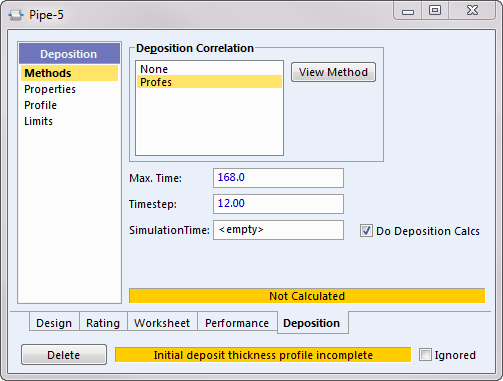 Pipe-5
Deposition
Methods
Properties
Profile
Limits
Deposition Correlation
None
Profes
View Method
Max. Time: 168.0
Timestep: 12.00
SimulationTime: <empty>
Do Deposition Calcs
Not Calculated
Design Rating Worksheet Performance Deposition
Delete Initial deposit thickness profile incomplete Ignored